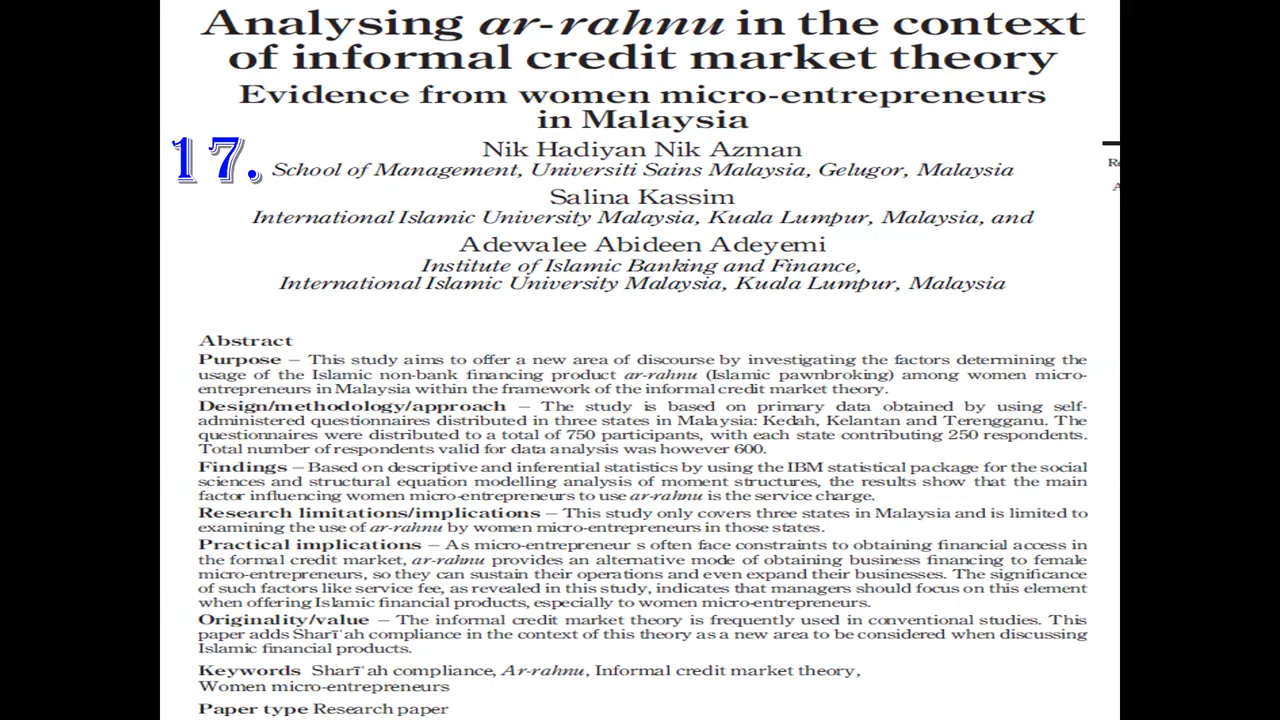 Analysing ar-rahnu in the context
of informal credit market theory
Evidence from women micro-entrepreneurs
in Malaysia
17.
Nik Hadiyan Nik Azman
School of Management, Universiti Sains Malaysia, Gelugor, Malaysia
Salina Kassim
International Islamic University Malaysia, Kuala Lumpur, Malaysia, and
Adewalee Abideen Adeyemi
Institute of Islamic Banking and Finance,
International Islamic University Malaysia, Kuala Lumpur, Malaysia
Abstract
Purpose – This study aims to offer a new area of discourse by investigating the factors determining the
usage of the Islamic non-bank financing product ar-rahnu (Islamic pawnbroking) among women micro-
entrepreneurs in Malaysia within the framework of the informal credit market theory.
Design/methodology/approach – The study is based on primary data obtained by using self-
administered questionnaires distributed in three states in Malaysia: Kedah, Kelantan and Terengganu. The
questionnaires were distributed to a total of 750 participants, with each state contributing 250 respondents.
Total number of respondents valid for data analysis was however 600.
Findings – Based on descriptive and inferential statistics by using the IBM statistical package for the social
sciences and structural equation modelling analysis of moment structures, the results show that the main
factor influencing women micro-entrepreneurs to use ar-rahnu is the service charge.
Research limitations/implications – This study only covers three states in Malaysia and is limited to
examining the use of ar-rahnu by women micro-entrepreneurs in those states.
Practical implications – As micro-entrepreneur s often face constraints to obtaining financial access in
the formal credit market, ar-rahnu provides an alternative mode of obtaining business financing to female
micro-entrepreneurs, so they can sustain their operations and even expand their businesses. The significance
of such factors like service fee, as revealed in this study, indicates that managers should focus on this element
when offering Islamic financial products, especially to women micro-entrepreneurs.
Originality/value – The informal credit market theory is frequently used in conventional studies. This
paper adds Sharīʿah compliance in the context of this theory as a new area to be considered when discussing
Islamic financial products.
Keywords Sharīʿah compliance, Ar-rahnu, Informal credit market theory,
Women micro-entrepreneurs
Paper type Research paper